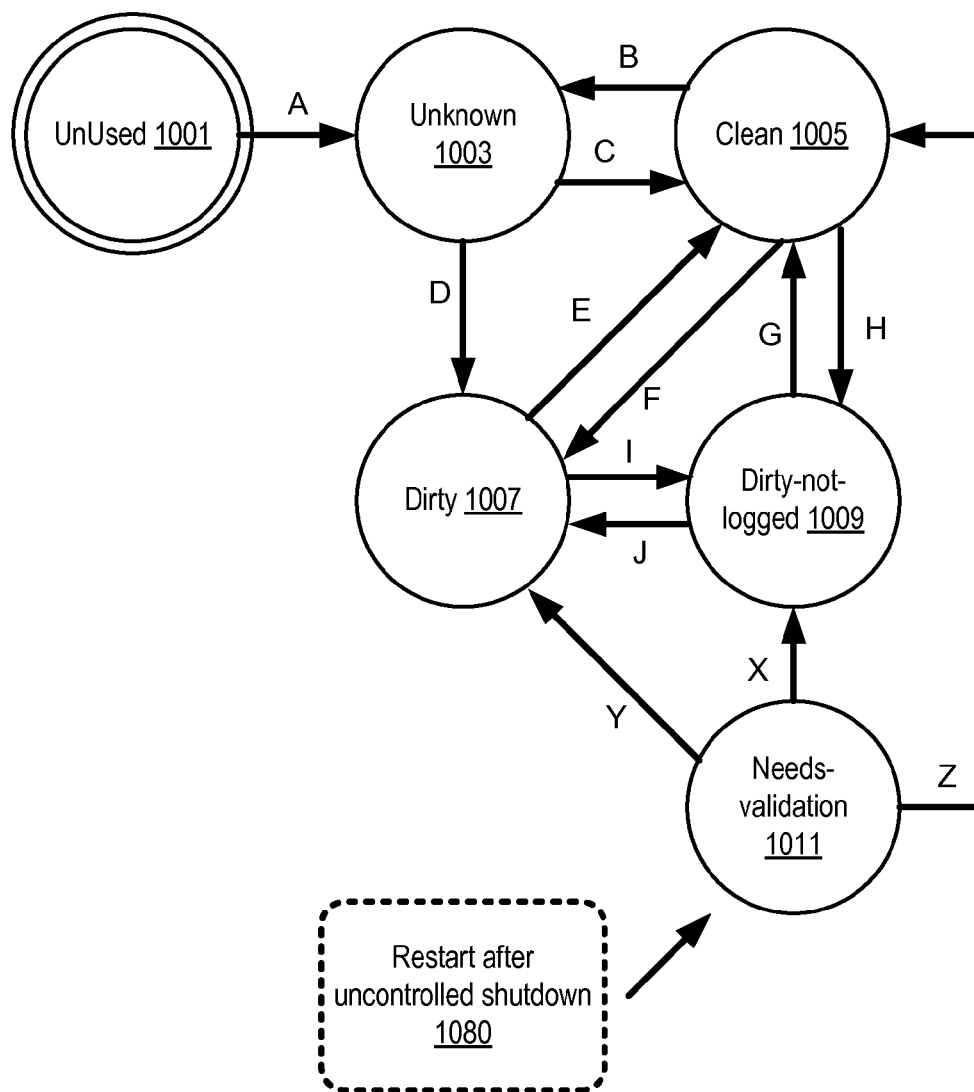 UnUsed 1001
A
Unknown
1003
B
C
Clean 1005
D
E
F
G
H
Dirty 1007
I
J
Dirty-not-
logged 1009
X
Y
Needs-
validation
1011
Z
Restart after
uncontrolled shutdown
1080